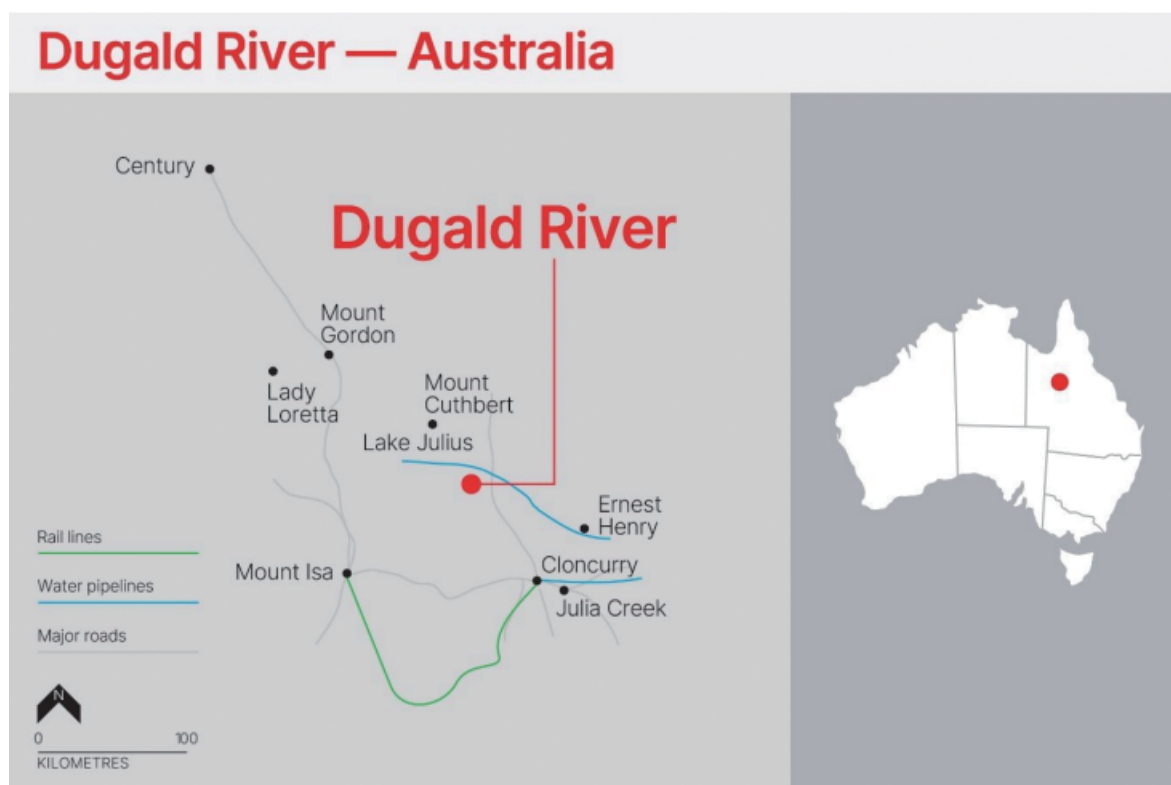 Dugald River — Australia
Century
Dugald River
Mount
Gordon
Lady
Loretta
Mount
Cuthbert
Lake Julius
Ernest
Henry
Rail lines
Cloncurry
Mount Isa
Water pipelines
Julia Creek
Major roads
N
0 100
KILOMETRES